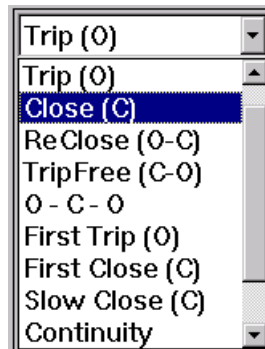 Trip (O)
Trip (O)
Close (C)
ReClose (O-C)
TripFree (C-O)
O - C - O
First Trip (O)
First Close (C)
Slow Close (C)
Continuity